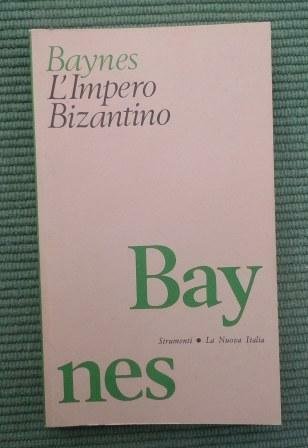 Baynes
L'Impero
Bizantino
Bay
Strumenti • La Nuova Italia
nes